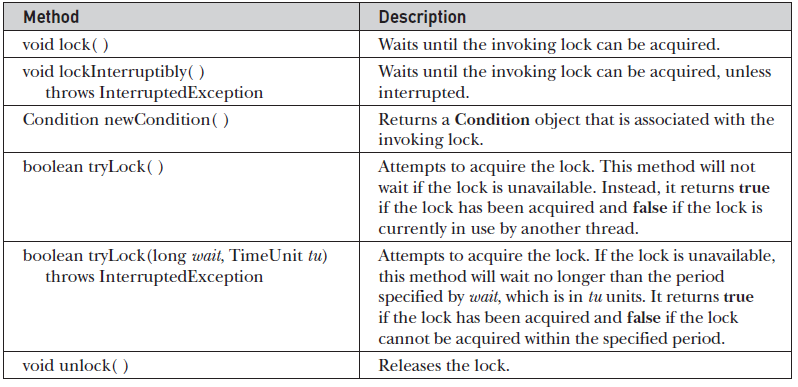 Method Description
void lock( ) Waits until the invoking lock can be acquired.
void lockInterruptibly( ) Waits until the invoking lock can be acquired, unless
throws InterruptedException interrupted.
Condition newCondition( ) Returns a Condition object that is associated with the
invoking lock.
boolean tryLock( ) Attempts to acquire the lock. This method will not
wait if the lock is unavailable. Instead, it returns true
if the lock has been acquired and false if the lock is
currently in use by another thread.
boolean tryLock(long wait, TimeUnit tu) Attempts to acquire the lock. If the lock is unavailable,
throws InterruptedException this method will wait no longer than the period
specified by wait, which is in tu units. It returns true
if the lock has been acquired and false if the lock
cannot be acquired within the specified period.
void unlock( ) Releases the lock.